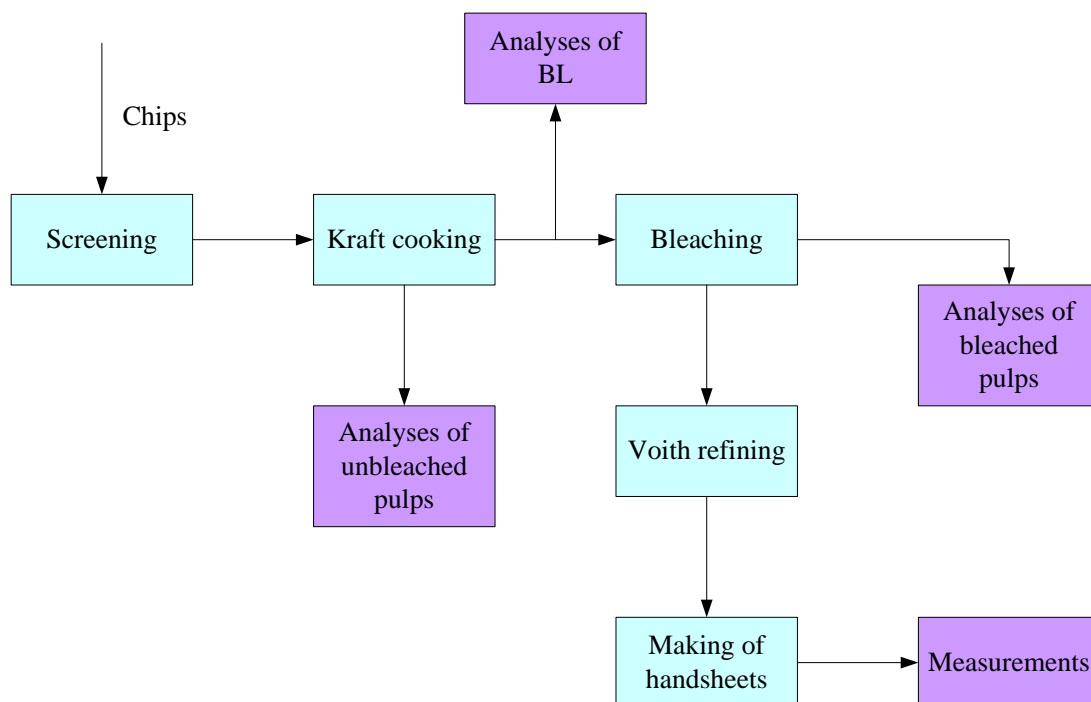 Analyses of
BL
Chips
Screening
Kraft cooking
Bleaching
Analyses of
bleached
pulps
Analyses of
unbleached
pulps
Voith refining
Making of
handsheets
Measurements